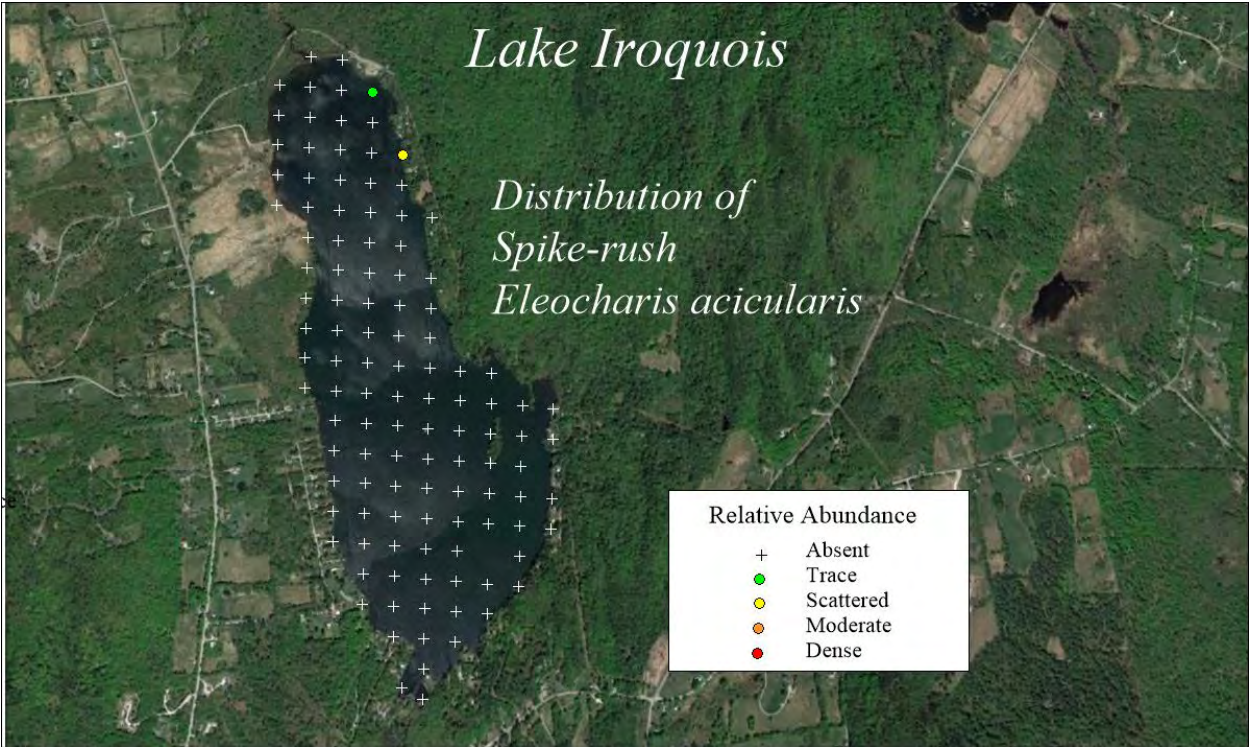 Lake Iroquois
Distribution of
Spike-rush
Eleocharis acicularis
Relative Abundance
Absent
Trace
Scattered
Moderate
Dense